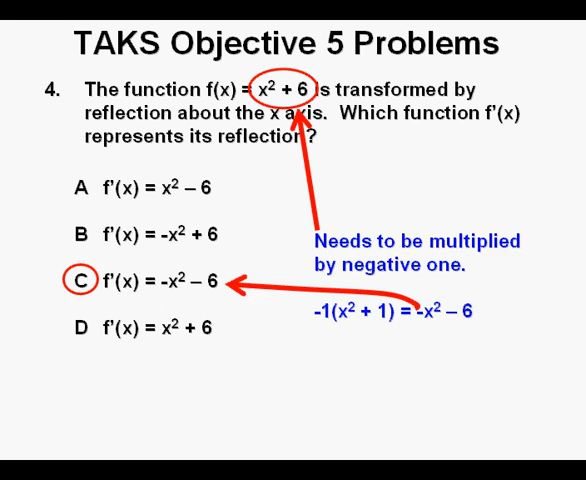 TAKS Objective 5 Problems
4. The function f(x) = x² + 6 is transformed by
reflection about the x axis. Which function f'(x)
represents its reflection?
A f'(x) = x² – 6
B f'(x) = -x² + 6
C f'(x) = -x² – 6
D f'(x) = x² + 6
Needs to be multiplied
by negative one.
-1(x² + 1) = -x² – 6